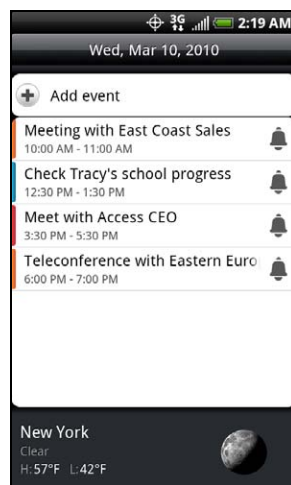 3G 2:19 AM
Wed, Mar 10, 2010
Add event
Meeting with East Coast Sales
10:00 AM - 11:00 AM
Check Tracy's school progress
12:30 PM - 1:30 PM
Meet with Access CEO
3:30 PM - 5:30 PM
Teleconference with Eastern Euro
6:00 PM - 7:00 PM
New York
Clear
H:57°F L:42°F